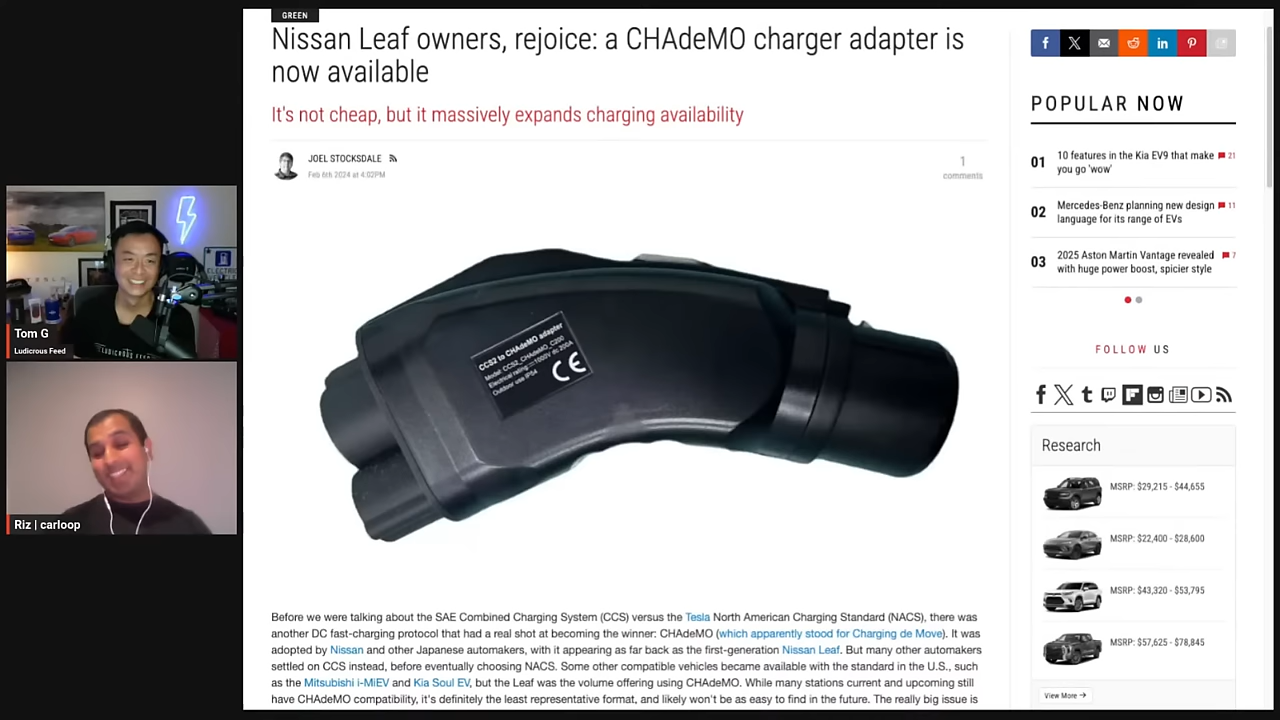 GREEN
Nissan Leaf owners, rejoice: a CHAdeMO charger adapter is
now available
It's not cheap, but it massively expands charging availability
JOEL STOCKSDALE
Feb 6th 2024 at 4:02PM
1
comments
CCS2 to CHAdeMO adapter
Model: CCS2_CHAdeMO_C200
Outdoor use IP54
CE
Before we were talking about the SAE Combined Charging System (CCS) versus the Tesla North American Charging Standard (NACS), there was
another DC fast-charging protocol that had a real shot at becoming the winner: CHAdeMO (which apparently stood for Charging de Move). It was
adopted by Nissan and other Japanese automakers, with it appearing as far back as the first-generation Nissan Leaf. But many other automakers
settled on CCS instead, before eventually choosing NACS. Some other compatible vehicles became available with the standard in the U.S., such
as the Mitsubishi i-MiEV and Kia Soul EV, but the Leaf was the volume offering using CHAdeMO. While many stations current and upcoming still
have CHAdeMO compatibility, it's definitely the least representative format, and likely won't be as easy to find in the future. The really big issue is
POPULAR NOW
01 10 features in the Kia EV9 that make 21
you go 'wow'
02 Mercedes-Benz planning new design 11
language for its range of EVs
03 2025 Aston Martin Vantage revealed 7
with huge power boost, spicier style
FOLLOW US
Research
MSRP: $29,215 - $44,655
MSRP: $22,400 - $28,600
MSRP: $43,320 - $53,795
MSRP: $57,625 - $78,845
View More
Tom G
Ludicrous Feed
Riz | carloop